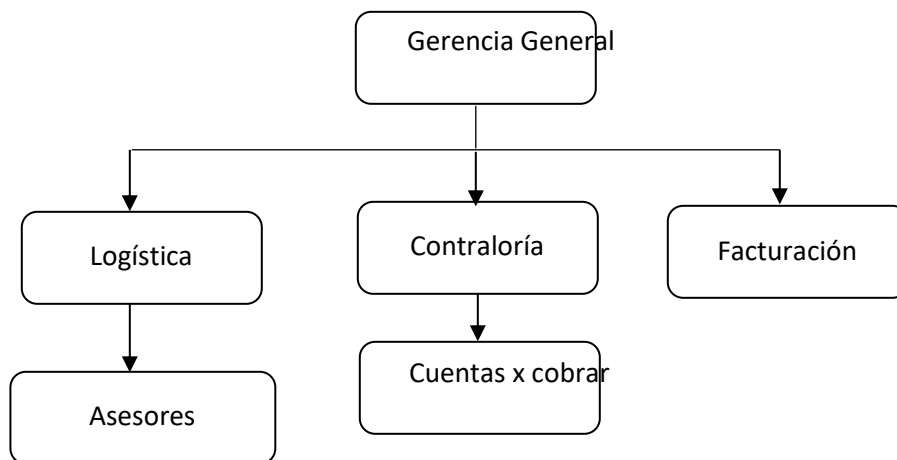 Gerencia General
Logística
Contraloría
Facturación
Asesores
Cuentas x cobrar